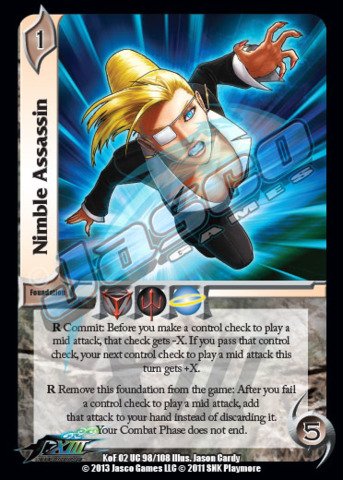 1
Nimble Assassin
Jasco
GAMES
Foundation
R Commit: Before you make a control check to play a
mid attack, that check gets -X. If you pass that control
check, your next control check to play a mid attack this
turn gets +X.
R Remove this foundation from the game: After you fail
a control check to play a mid attack, add
that attack to your hand instead of discarding it.
Your Combat Phase does not end.
5
XIII
KoF 02 UG 98/108 Illus. Jason Cardy
© 2013 Jasco Games LLC © 2011 SNK Playmore